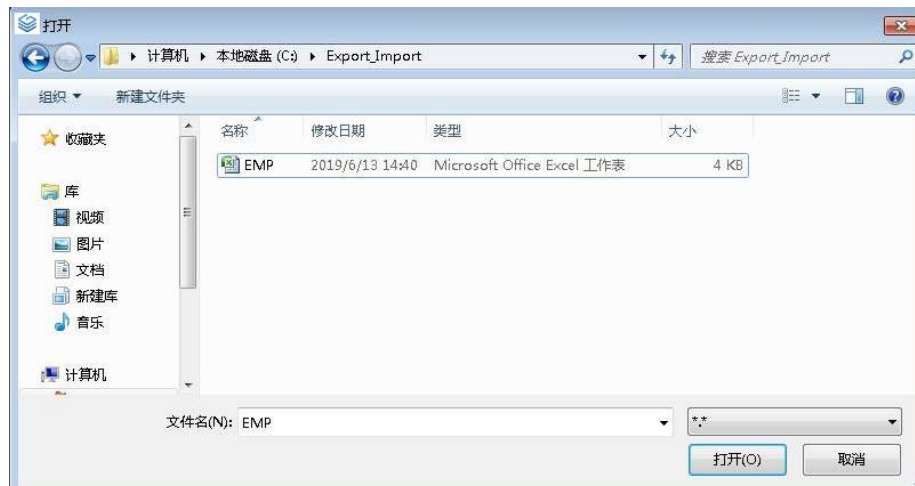 打开
计算机 本地磁盘 (C:) Export_Import
搜索 Export_Import
组织 新建文件夹
收藏夹
库
视频
图片
文档
新建库
音乐
计算机
名称 修改日期 类型 大小
EMP 2019/6/13 14:40 Microsoft Office Excel 工作表 4 KB
文件名(N): EMP
*.*
打开(O) 取消